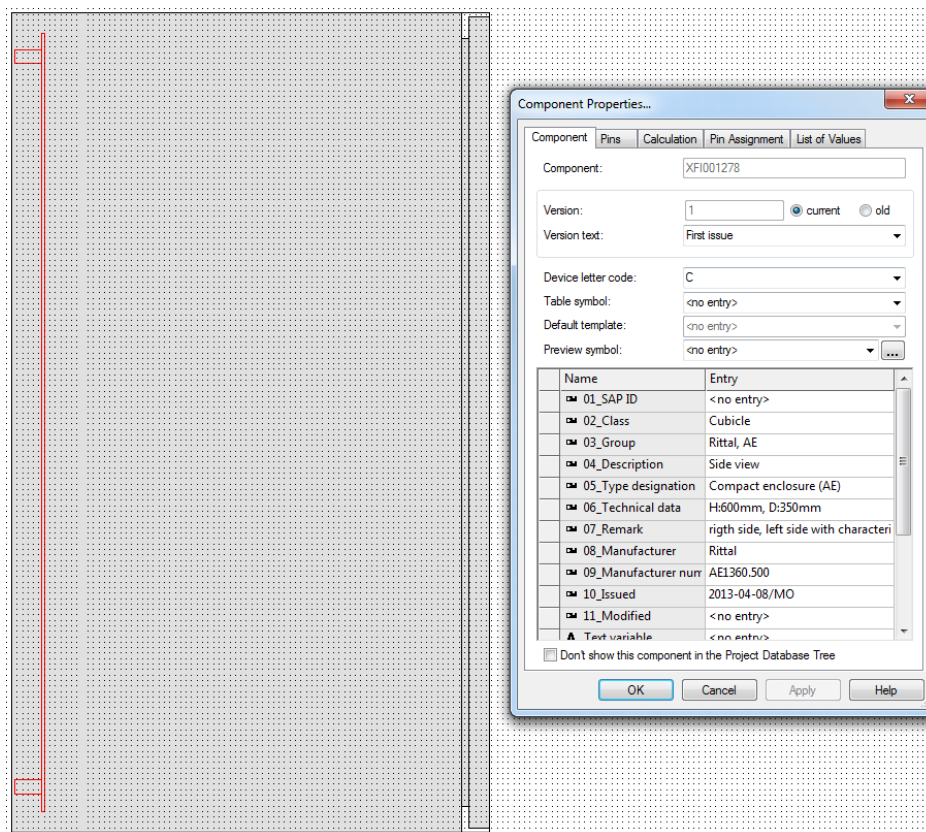 Component Properties...
Component Pins Calculation Pin Assignment List of Values
Component: XFI001278
Version: 1 current old
Version text: First issue
Device letter code: C
Table symbol: <no entry>
Default template: <no entry>
Preview symbol: <no entry> ...
Name Entry
01_SAP ID <no entry>
02_Class Cubicle
03_Group Rittal, AE
04_Description Side view
05_Type designation Compact enclosure (AE)
06_Technical data H:600mm, D:350mm
07_Remark rigth side, left side with characteri
08_Manufacturer Rittal
09_Manufacturer num AE1360.500
10_Issued 2013-04-08/MO
11_Modified <no entry>
A Text variable <no entry>
Don't show this component in the Project Database Tree
OK Cancel Apply Help